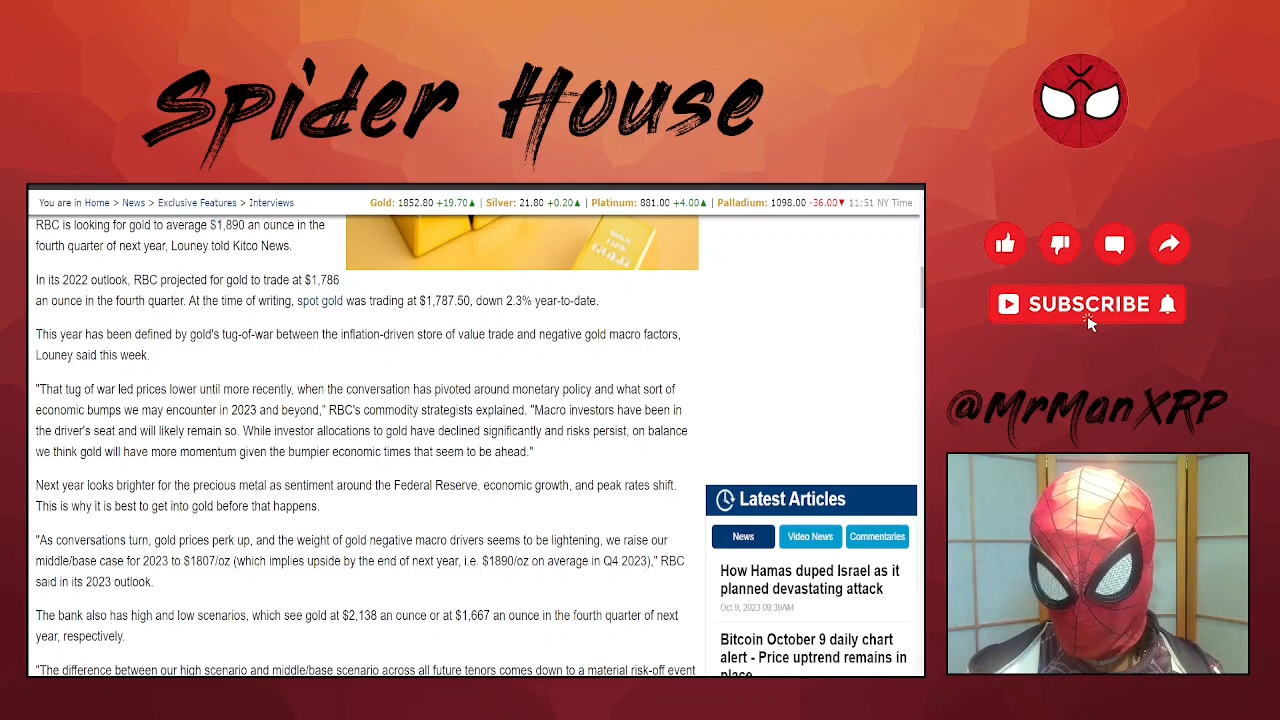 Spider House
You are in Home > News > Exclusive Features > Interviews
Gold: 1852.80 +19.70▲ | Silver: 21.80 +0.20▲ | Platinum: 881.00 +4.00▲ | Palladium: 1098.00 -36.00▼ 11:51 NY Time
RBC is looking for gold to average $1,890 an ounce in the
fourth quarter of next year, Louney told Kitco News.
In its 2022 outlook, RBC projected for gold to trade at $1,786
an ounce in the fourth quarter. At the time of writing, spot gold was trading at $1,787.50, down 2.3% year-to-date.
This year has been defined by gold's tug-of-war between the inflation-driven store of value trade and negative gold macro factors,
Louney said this week.
"That tug of war led prices lower until more recently, when the conversation has pivoted around monetary policy and what sort of
economic bumps we may encounter in 2023 and beyond," RBC's commodity strategists explained. "Macro investors have been in
the driver's seat and will likely remain so. While investor allocations to gold have declined significantly and risks persist, on balance
we think gold will have more momentum given the bumpier economic times that seem to be ahead."
Next year looks brighter for the precious metal as sentiment around the Federal Reserve, economic growth, and peak rates shift.
This is why it is best to get into gold before that happens.
"As conversations turn, gold prices perk up, and the weight of gold negative macro drivers seems to be lightening, we raise our
middle/base case for 2023 to $1807/oz (which implies upside by the end of next year, i.e. $1890/oz on average in Q4 2023)," RBC
said in its 2023 outlook.
The bank also has high and low scenarios, which see gold at $2,138 an ounce or at $1,667 an ounce in the fourth quarter of next
year, respectively.
"The difference between our high scenario and middle/base scenario across all future tenors comes down to a material risk-off event
Latest Articles
News
Video News
Commentaries
How Hamas duped Israel as it
planned devastating attack
Oct 9, 2023 09:39AM
Bitcoin October 9 daily chart
alert - Price uptrend remains in
place
SUBSCRIBE
@MrManXRP